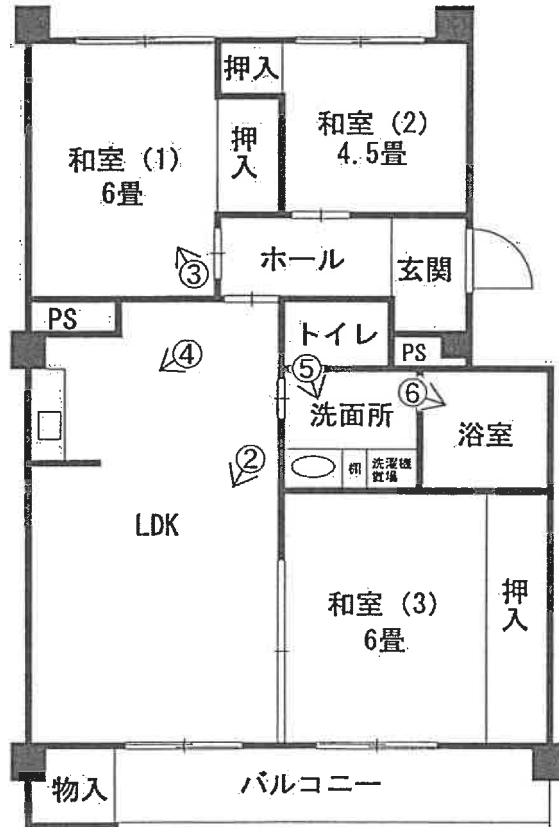 押入
和室 (2)
4.5畳
和室 (1)
6畳
押入
ホール
玄関
③
PS
トイレ
PS
④
⑤
⑥
洗面所
浴室
②
棚
洗濯機
置場
LDK
和室 (3)
6畳
押入
物入
バルコニー